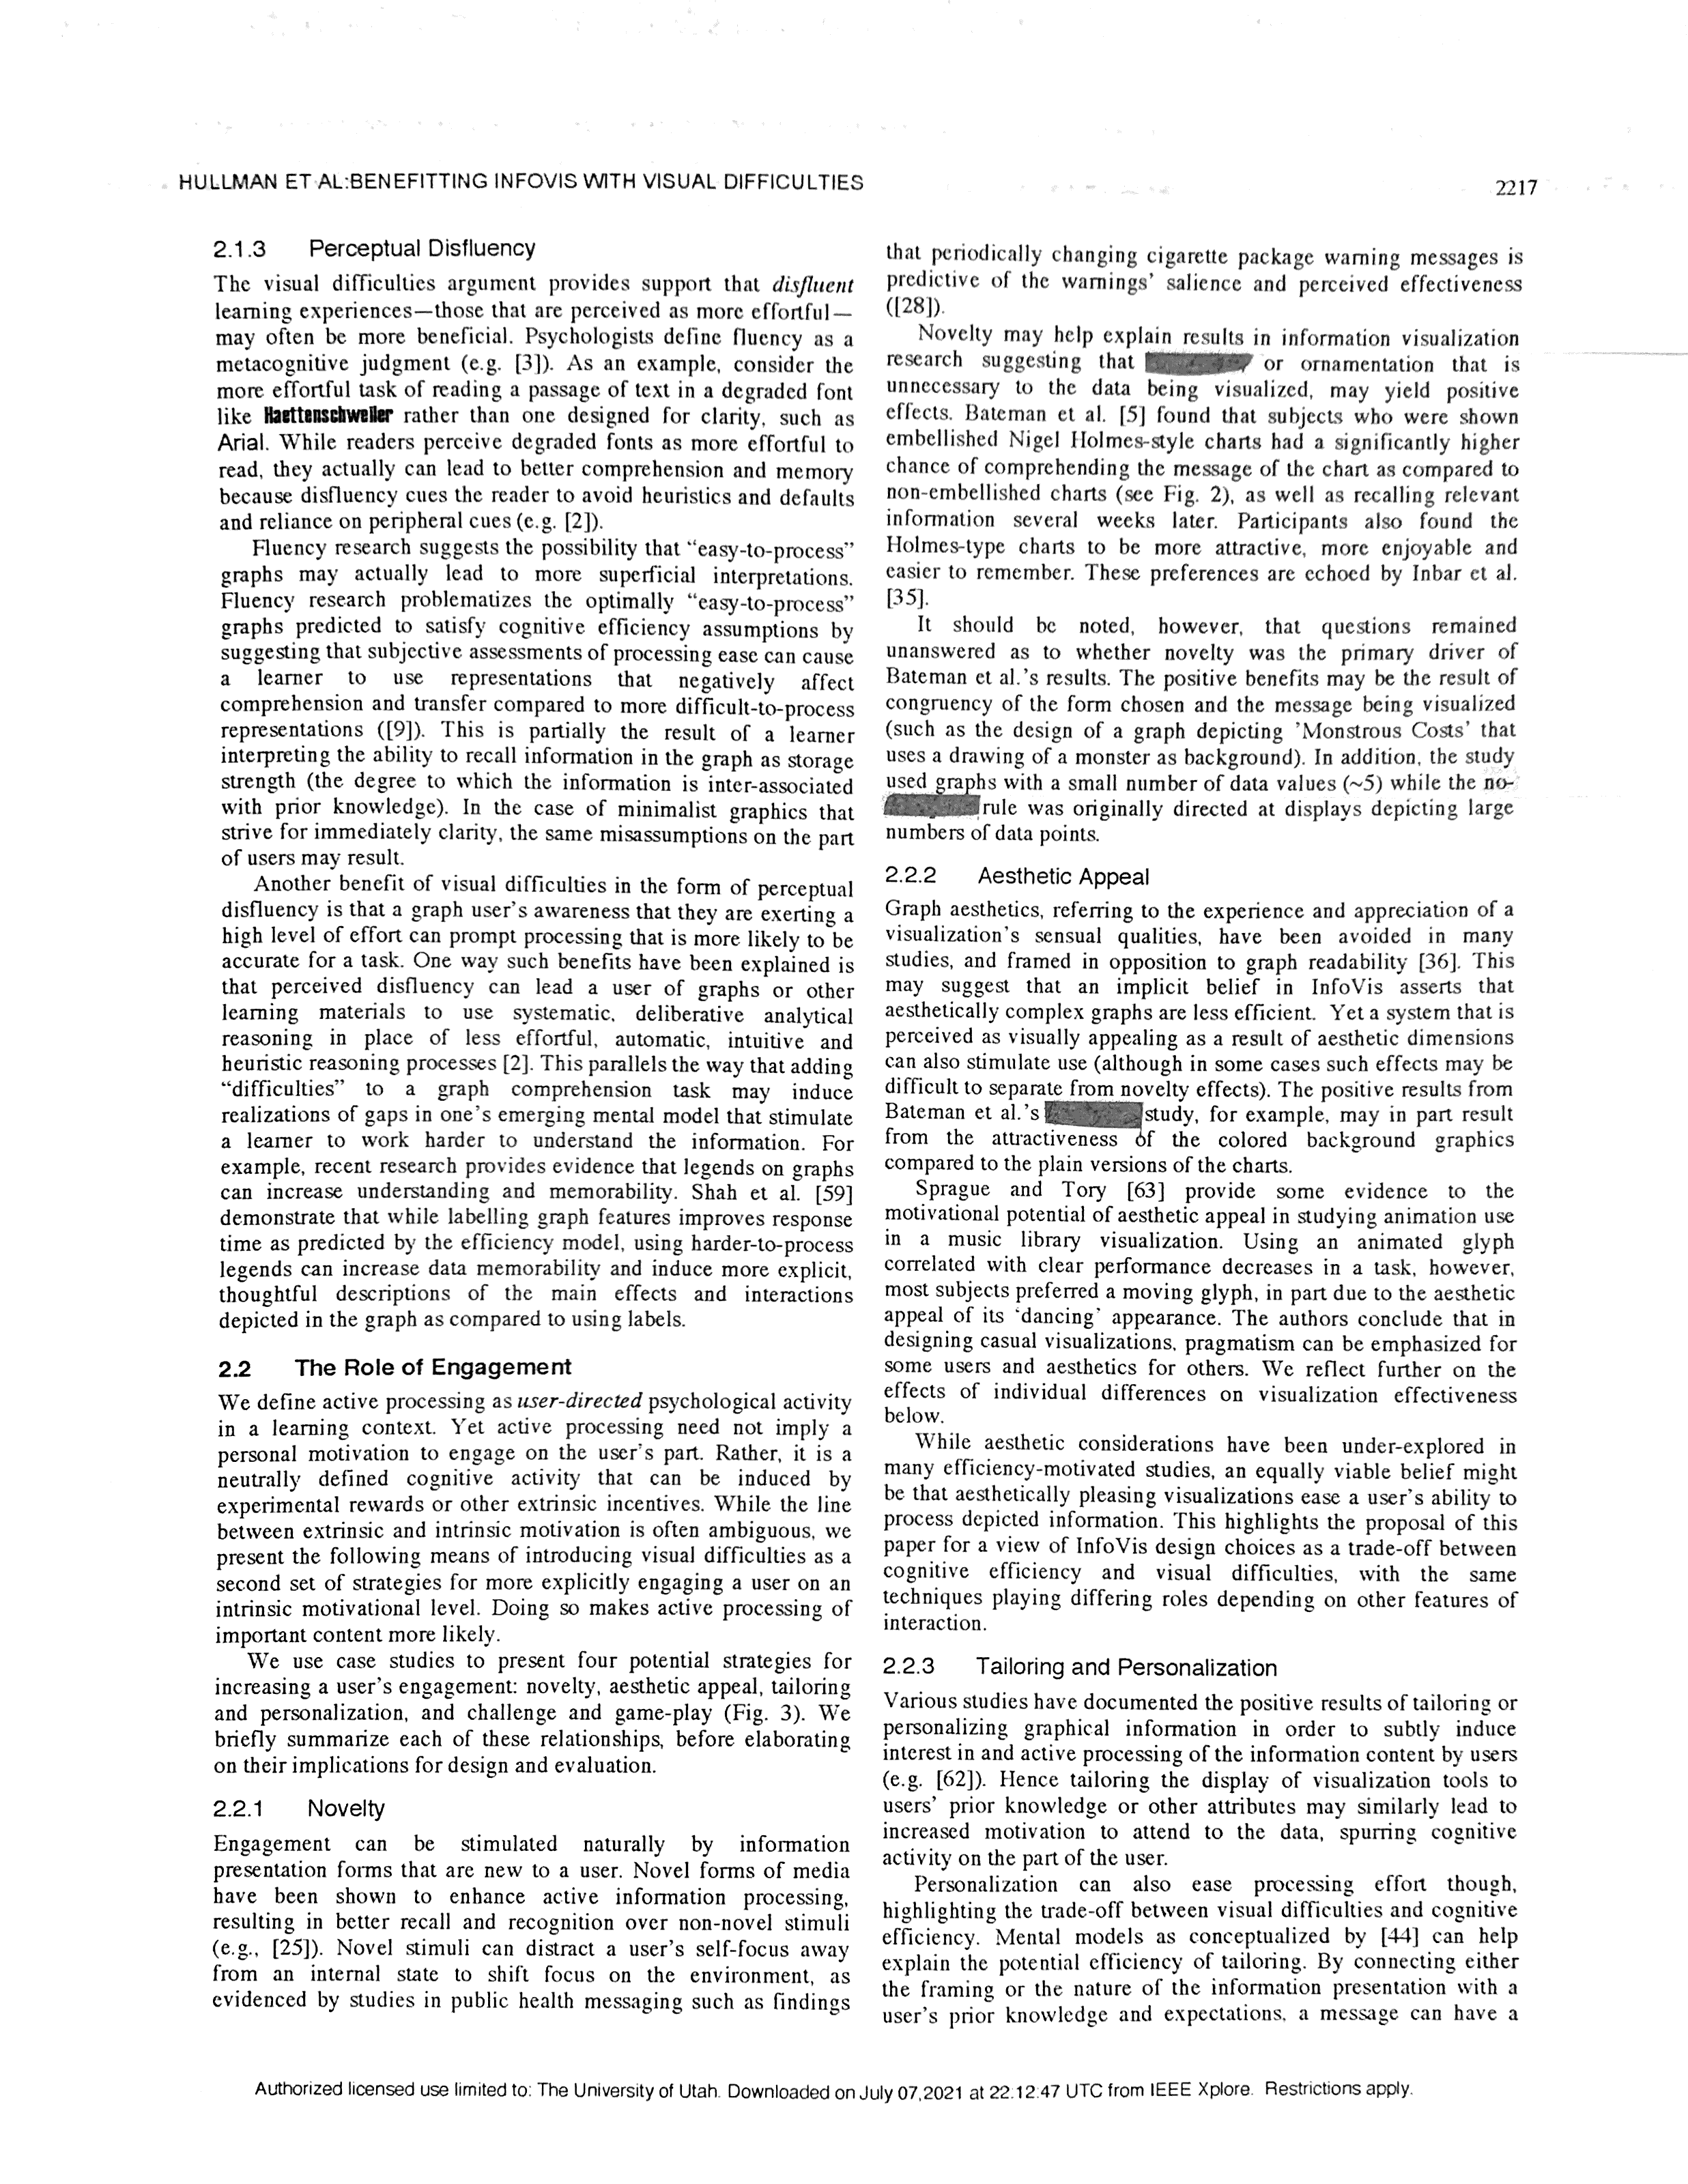 HULLMAN ET AL:BENEFITTING INFOVIS WITH VISUAL DIFFICULTIES
2217
2.1.3 Perceptual Disfluency
The visual difficulties argument provides support that disfluent
learning experiences—those that are perceived as more effortful—
may often be more beneficial. Psychologists define fluency as a
metacognitive judgment (e.g. [3]). As an example, consider the
more effortful task of reading a passage of text in a degraded font
like Haettenschweiler rather than one designed for clarity, such as
Arial. While readers perceive degraded fonts as more effortful to
read, they actually can lead to better comprehension and memory
because disfluency cues the reader to avoid heuristics and defaults
and reliance on peripheral cues (e.g. [2]).
Fluency research suggests the possibility that “easy-to-process”
graphs may actually lead to more superficial interpretations.
Fluency research problematizes the optimally “easy-to-process”
graphs predicted to satisfy cognitive efficiency assumptions by
suggesting that subjective assessments of processing ease can cause
a learner to use representations that negatively affect
comprehension and transfer compared to more difficult-to-process
representations ([9]). This is partially the result of a learner
interpreting the ability to recall information in the graph as storage
strength (the degree to which the information is inter-associated
with prior knowledge). In the case of minimalist graphics that
strive for immediately clarity, the same misassumptions on the part
of users may result.
Another benefit of visual difficulties in the form of perceptual
disfluency is that a graph user's awareness that they are exerting a
high level of effort can prompt processing that is more likely to be
accurate for a task. One way such benefits have been explained is
that perceived disfluency can lead a user of graphs or other
learning materials to use systematic, deliberative analytical
reasoning in place of less effortful, automatic, intuitive and
heuristic reasoning processes [2]. This parallels the way that adding
“difficulties” to a graph comprehension task may induce
realizations of gaps in one's emerging mental model that stimulate
a learner to work harder to understand the information. For
example, recent research provides evidence that legends on graphs
can increase understanding and memorability. Shah et al. [59]
demonstrate that while labelling graph features improves response
time as predicted by the efficiency model, using harder-to-process
legends can increase data memorability and induce more explicit,
thoughtful descriptions of the main effects and interactions
depicted in the graph as compared to using labels.
2.2 The Role of Engagement
We define active processing as user-directed psychological activity
in a learning context. Yet active processing need not imply a
personal motivation to engage on the user's part. Rather, it is a
neutrally defined cognitive activity that can be induced by
experimental rewards or other extrinsic incentives. While the line
between extrinsic and intrinsic motivation is often ambiguous, we
present the following means of introducing visual difficulties as a
second set of strategies for more explicitly engaging a user on an
intrinsic motivational level. Doing so makes active processing of
important content more likely.
We use case studies to present four potential strategies for
increasing a user's engagement: novelty, aesthetic appeal, tailoring
and personalization, and challenge and game-play (Fig. 3). We
briefly summarize each of these relationships, before elaborating
on their implications for design and evaluation.
2.2.1 Novelty
Engagement can be stimulated naturally by information
presentation forms that are new to a user. Novel forms of media
have been shown to enhance active information processing,
resulting in better recall and recognition over non-novel stimuli
(e.g., [25]). Novel stimuli can distract a user's self-focus away
from an internal state to shift focus on the environment, as
evidenced by studies in public health messaging such as findings
that periodically changing cigarette package warning messages is
predictive of the warnings' salience and perceived effectiveness
([28]).
Novelty may help explain results in information visualization
research suggesting that or ornamentation that is
unnecessary to the data being visualized, may yield positive
effects. Bateman et al. [5] found that subjects who were shown
embellished Nigel Holmes-style charts had a significantly higher
chance of comprehending the message of the chart as compared to
non-embellished charts (see Fig. 2), as well as recalling relevant
information several weeks later. Participants also found the
Holmes-type charts to be more attractive, more enjoyable and
easier to remember. These preferences are echoed by Inbar et al.
[35].
It should be noted, however, that questions remained
unanswered as to whether novelty was the primary driver of
Bateman et al.'s results. The positive benefits may be the result of
congruency of the form chosen and the message being visualized
(such as the design of a graph depicting 'Monstrous Costs' that
uses a drawing of a monster as background). In addition, the study
used graphs with a small number of data values (~5) while the no-
rule was originally directed at displays depicting large
numbers of data points.
2.2.2 Aesthetic Appeal
Graph aesthetics, referring to the experience and appreciation of a
visualization's sensual qualities, have been avoided in many
studies, and framed in opposition to graph readability [36]. This
may suggest that an implicit belief in InfoVis asserts that
aesthetically complex graphs are less efficient. Yet a system that is
perceived as visually appealing as a result of aesthetic dimensions
can also stimulate use (although in some cases such effects may be
difficult to separate from novelty effects). The positive results from
Bateman et al.'s study, for example, may in part result
from the attractiveness of the colored background graphics
compared to the plain versions of the charts.
Sprague and Tory [63] provide some evidence to the
motivational potential of aesthetic appeal in studying animation use
in a music library visualization. Using an animated glyph
correlated with clear performance decreases in a task, however,
most subjects preferred a moving glyph, in part due to the aesthetic
appeal of its ‘dancing’ appearance. The authors conclude that in
designing casual visualizations, pragmatism can be emphasized for
some users and aesthetics for others. We reflect further on the
effects of individual differences on visualization effectiveness
below.
While aesthetic considerations have been under-explored in
many efficiency-motivated studies, an equally viable belief might
be that aesthetically pleasing visualizations ease a user's ability to
process depicted information. This highlights the proposal of this
paper for a view of InfoVis design choices as a trade-off between
cognitive efficiency and visual difficulties, with the same
techniques playing differing roles depending on other features of
interaction.
2.2.3 Tailoring and Personalization
Various studies have documented the positive results of tailoring or
personalizing graphical information in order to subtly induce
interest in and active processing of the information content by users
(e.g. [62]). Hence tailoring the display of visualization tools to
users' prior knowledge or other attributes may similarly lead to
increased motivation to attend to the data, spurring cognitive
activity on the part of the user.
Personalization can also ease processing effort though,
highlighting the trade-off between visual difficulties and cognitive
efficiency. Mental models as conceptualized by [44] can help
explain the potential efficiency of tailoring. By connecting either
the framing or the nature of the information presentation with a
user's prior knowledge and expectations, a message can have a
Authorized licensed use limited to: The University of Utah. Downloaded on July 07,2021 at 22:12:47 UTC from IEEE Xplore. Restrictions apply.